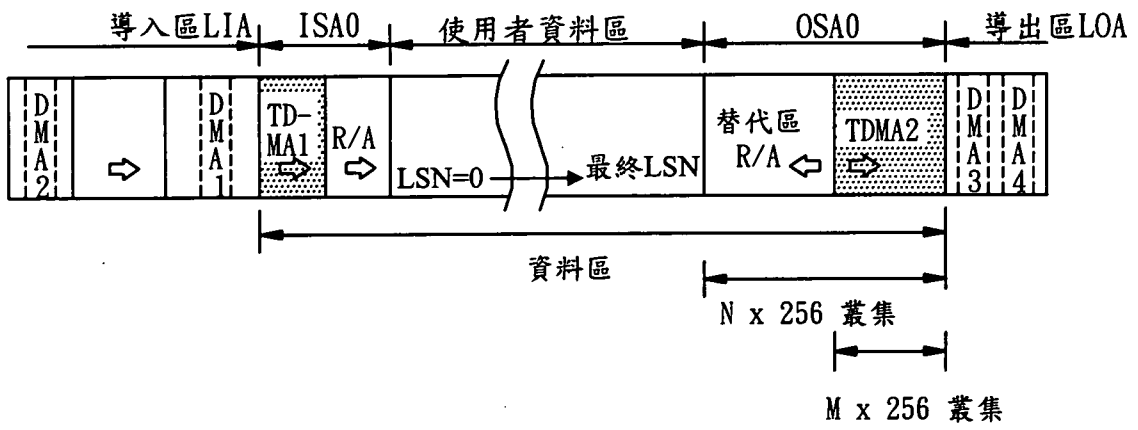 導入區LIA
ISA0
使用者資料區
OSA0
導出區LOA
DMA2
DMA1
TD-
MA1
R/A
LSN=0
最終LSN
替代區
R/A
TDMA2
DMA3
DMA4
資料區
N x 256 叢集
M x 256 叢集